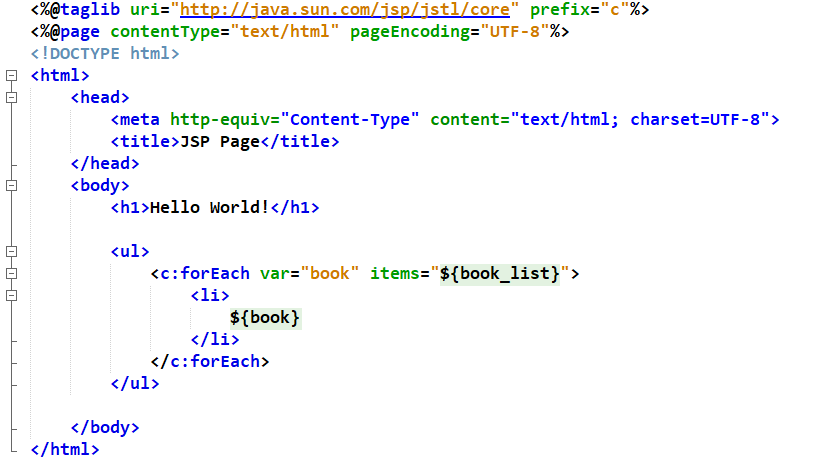 <%@taglib uri="http://java.sun.com/jsp/jstl/core" prefix="c"%>
<%@page contentType="text/html" pageEncoding="UTF-8"%>
<!DOCTYPE html>
<html>
    <head>
        <meta http-equiv="Content-Type" content="text/html; charset=UTF-8">
        <title>JSP Page</title>
    </head>
    <body>
        <h1>Hello World!</h1>

        <ul>
            <c:forEach var="book" items="${book_list}">
                <li>
                    ${book}
                </li>
            </c:forEach>
        </ul>

    </body>
</html>